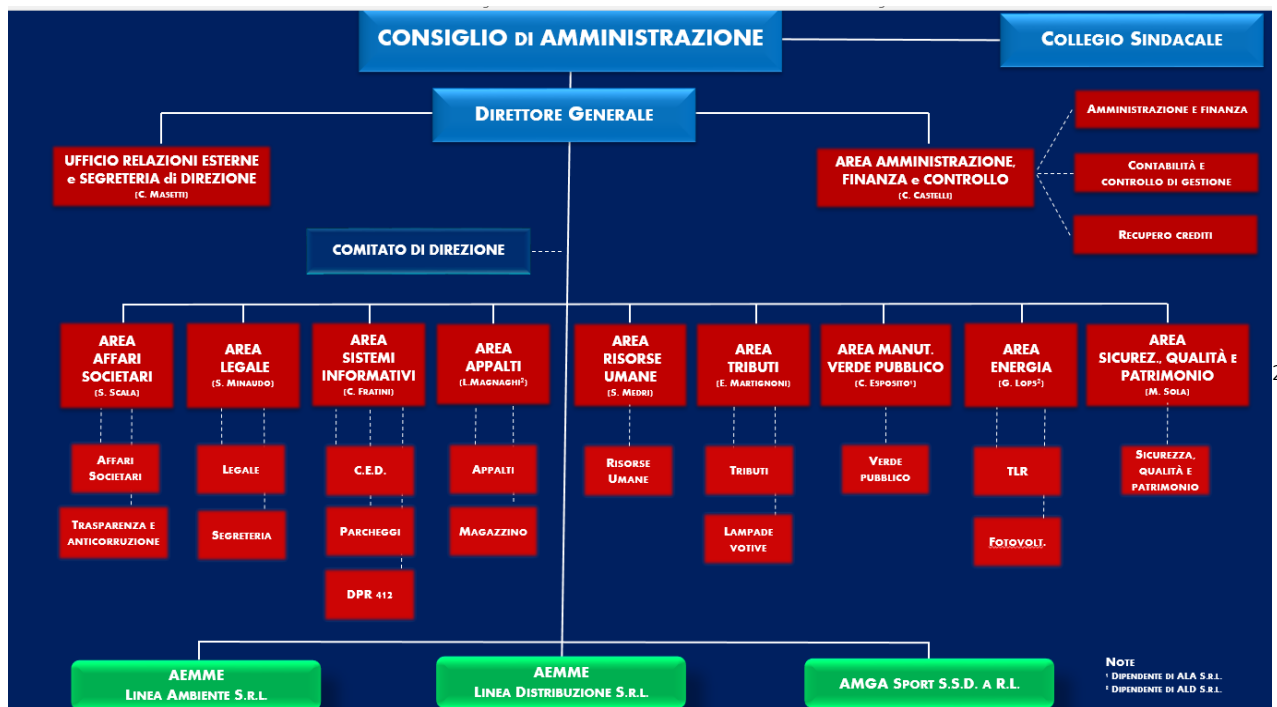 CONSIGLIO DI AMMINISTRAZIONE
COLLEGIO SINDACALE
DIRETTORE GENERALE
AMMINISTRAZIONE E FINANZA
UFFICIO RELAZIONI ESTERNE
e SEGRETERIA di DIREZIONE
(C. MASETTI)
AREA AMMINISTRAZIONE,
FINANZA e CONTROLLO
(C. CASTELLI)
CONTABILITÀ E
CONTROLLO DI GESTIONE
RECUPERO CREDITI
COMITATO DI DIREZIONE
AREA
AFFARI
SOCIETARI
(S. SCALA)
AREA
LEGALE
(S. MINAUDO)
AREA
SISTEMI
INFORMATIVI
(C. FRATINI)
AREA
APPALTI
(L.MAGNAGHI²)
AREA
RISORSE
UMANE
(S. MEDRI)
AREA
TRIBUTI
(E. MARTIGNONI)
AREA MANUT.
VERDE PUBBLICO
(C. ESPOSITO¹)
AREA
ENERGIA
(G. LOPS²)
AREA
SICUREZ., QUALITÀ E
PATRIMONIO
(M. SOLA)
2
AFFARI
SOCIETARI
LEGALE
C.E.D.
APPALTI
RISORSE
UMANE
TRIBUTI
VERDE
PUBBLICO
TLR
SICUREZZA,
QUALITÀ E
PATRIMONIO
TRASPARENZA E
ANTICORRUZIONE
SEGRETERIA
PARCHEGGI
MAGAZZINO
LAMPADE
VOTIVE
FOTOVOLT.
DPR 412
AEMME
LINEA AMBIENTE S.R.L.
AEMME
LINEA DISTRIBUZIONE S.R.L.
AMGA SPORT S.S.D. A R.L.
NOTE
¹ DIPENDENTE DI ALA S.R.L.
² DIPENDENTE DI ALD S.R.L.